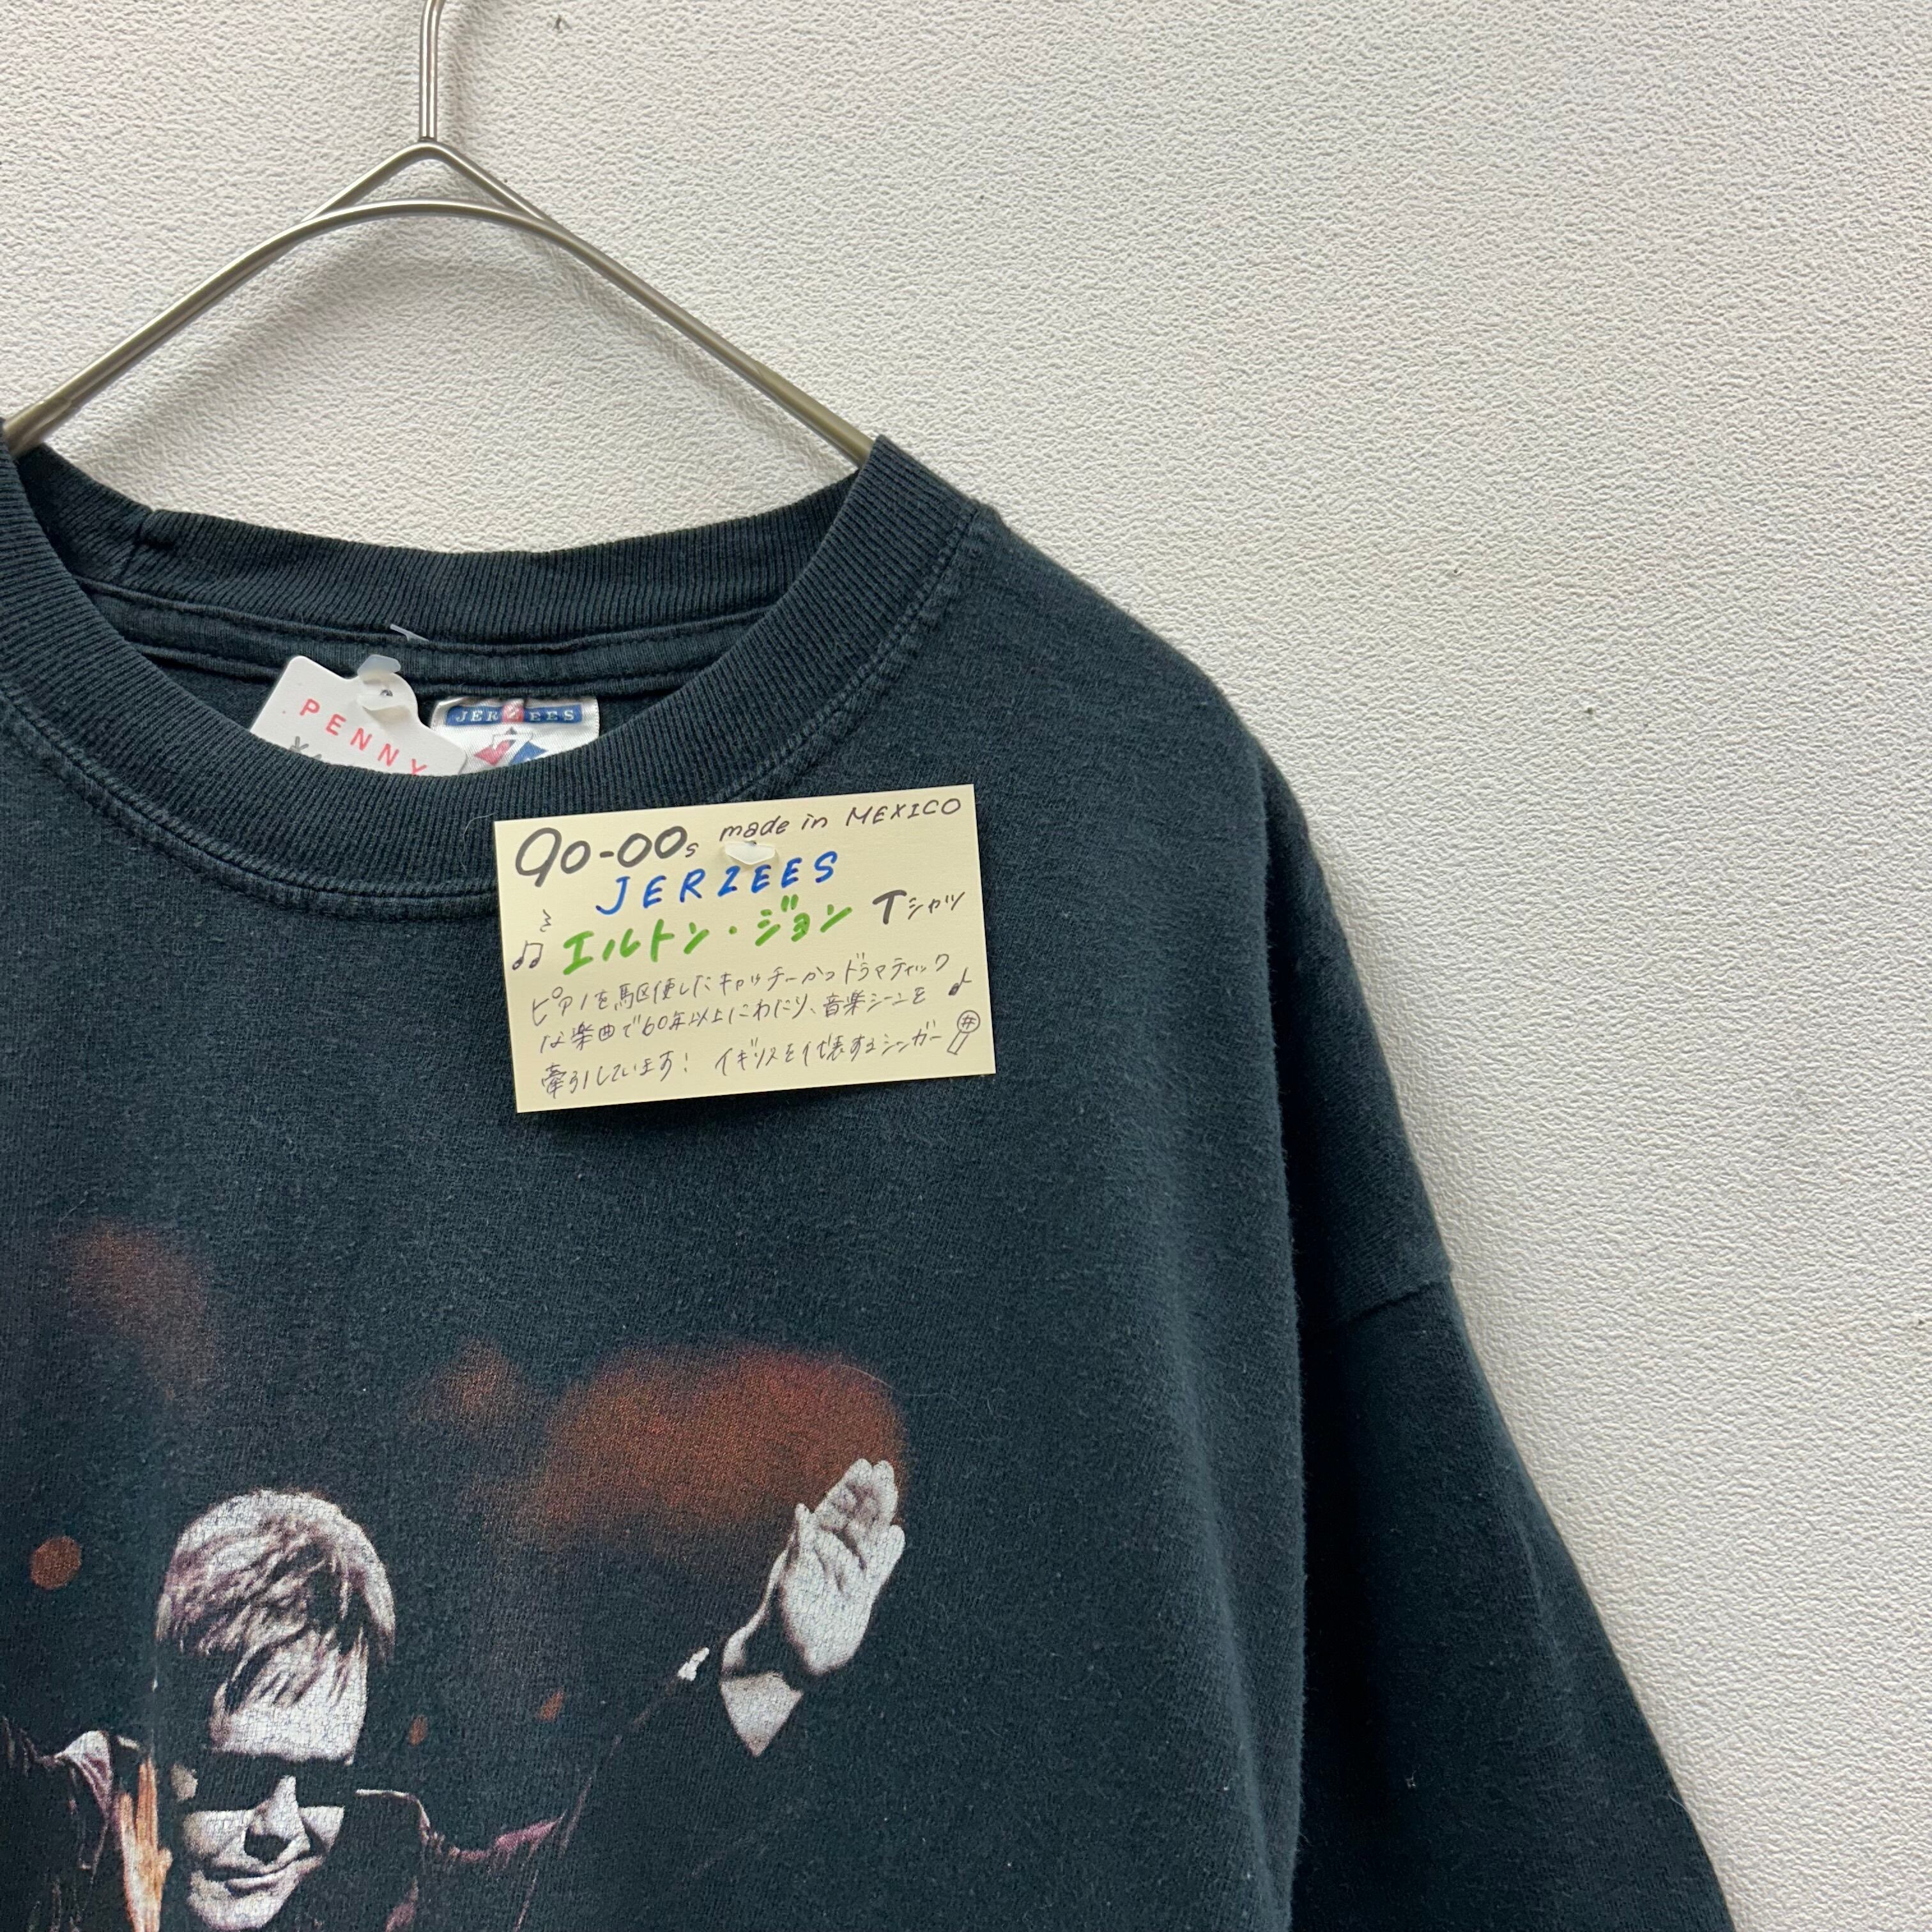 PENNY
JERZEES
90-00s made in MEXICO
JERZEES
エルトン・ジョン Tシャツ
ピアノを駆使したキャッチーかつドラマティック
な楽曲で60年以上にわたり、音楽シーンを
牽引しています! イギリスを代表するシンガー